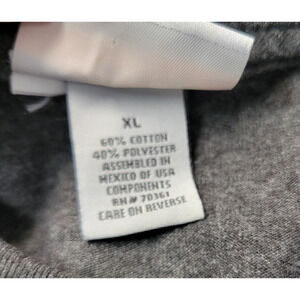 XL
60% COTTON
40% POLYESTER
ASSEMBLED IN
MEXICO OF USA
COMPONENTS
RN# 70361
CARE ON REVERSE